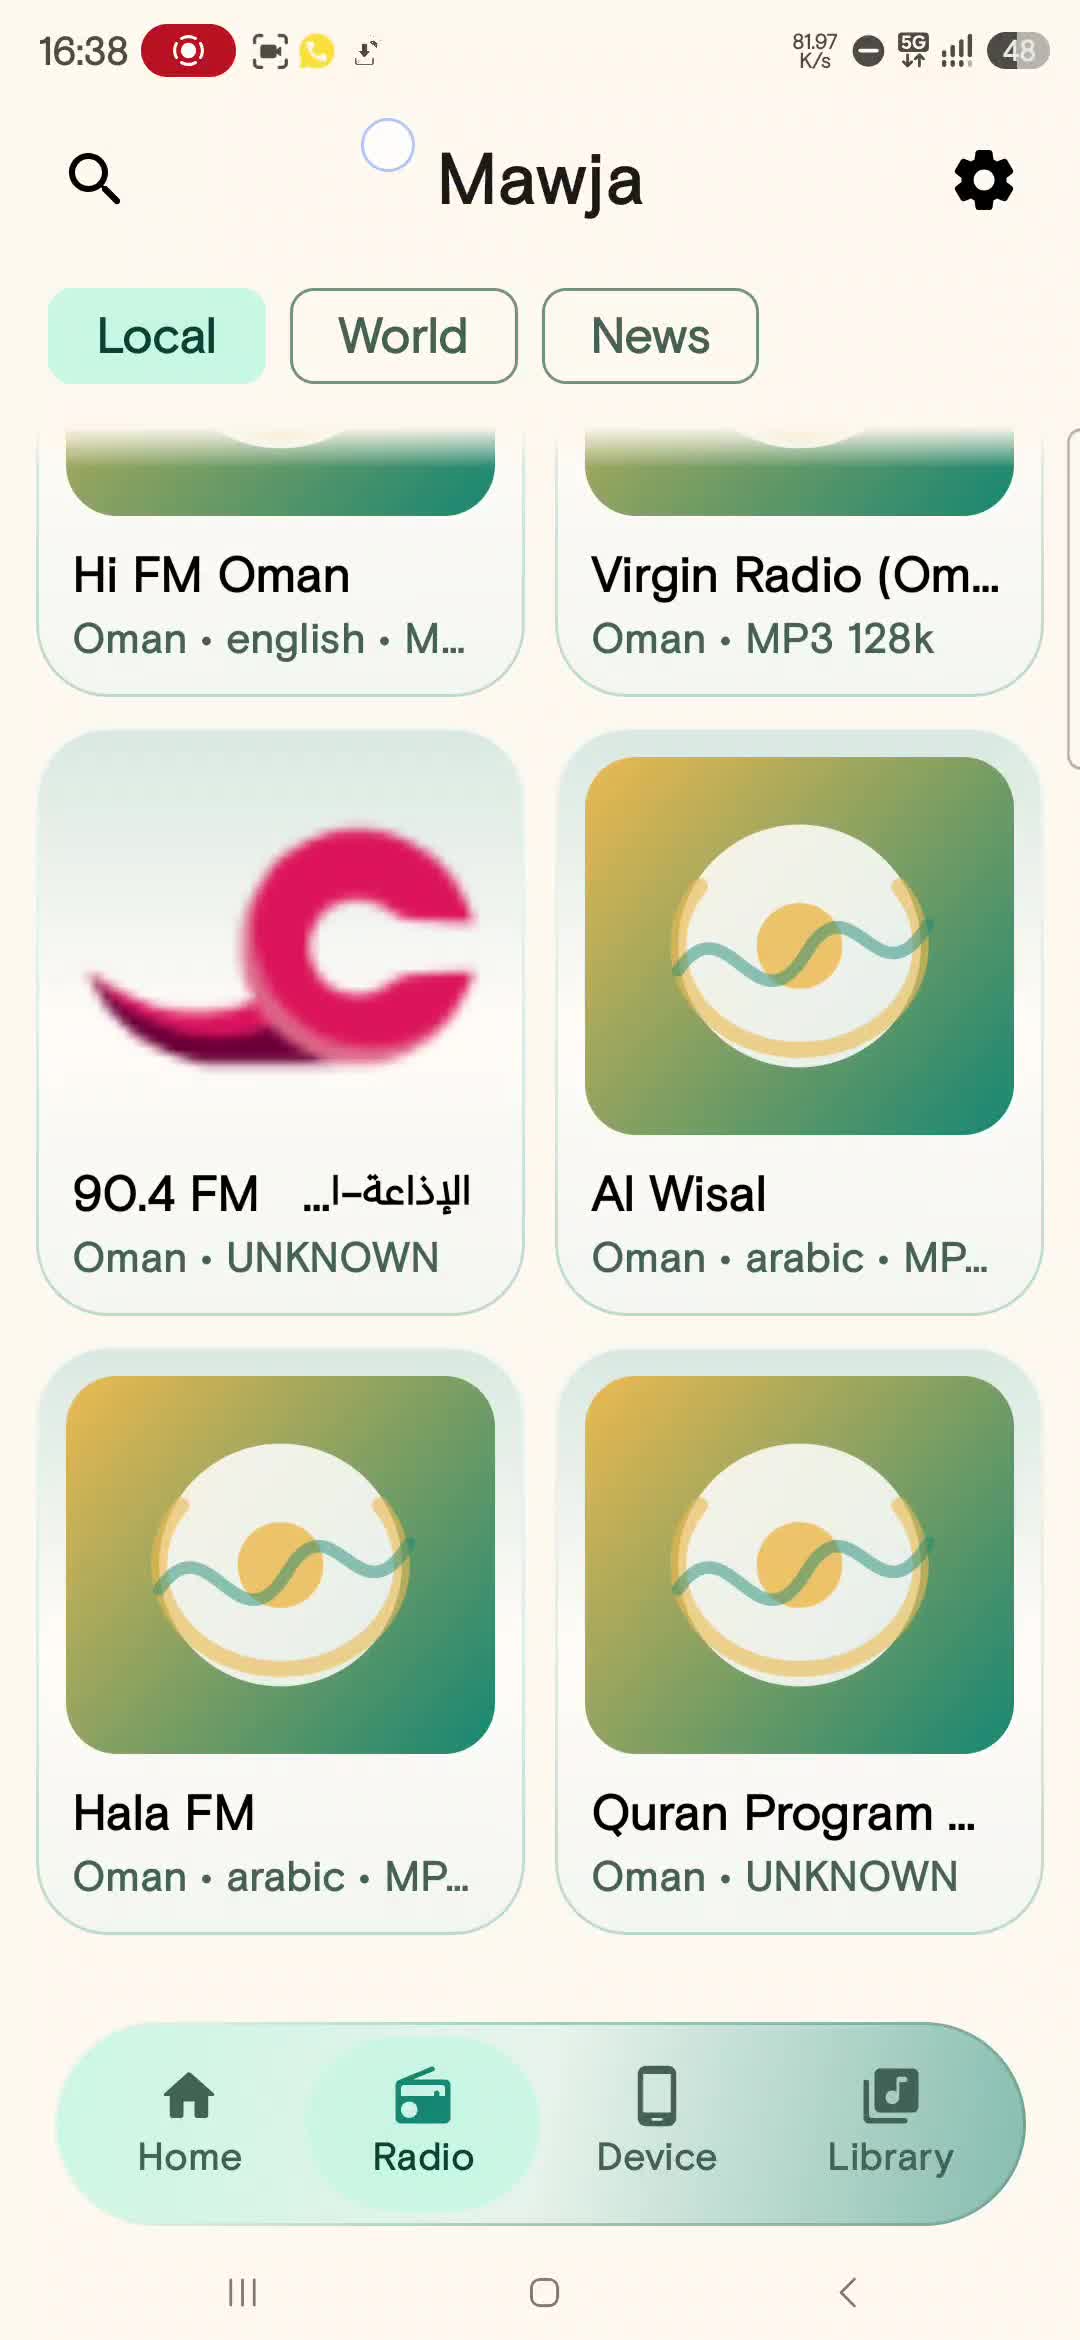 16:38
81.97
K/s
5G
48
Mawja
Local
World
News
Hi FM Oman
Oman • english • M...
Virgin Radio (Om...
Oman • MP3 128k
90.4 FM الإذاعة-ا...
Oman • UNKNOWN
Al Wisal
Oman • arabic • MP...
Hala FM
Oman • arabic • MP...
Quran Program ...
Oman • UNKNOWN
Home
Radio
Device
Library